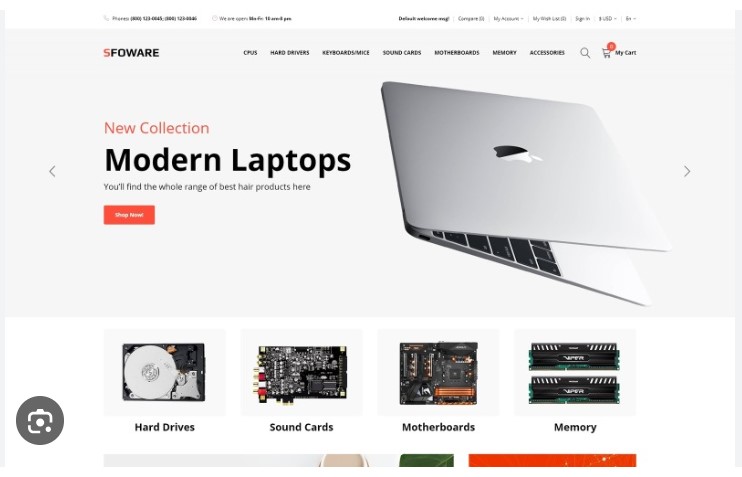 Phones: (800) 123-0045; (800) 123-0046
We are open: Mn-Fr: 10 am-8 pm
Default welcome msg! Compare (0) My Account My Wish List (0) Sign In $ USD En
SFOWARE
CPUS HARD DRIVERS KEYBOARDS/MICE SOUND CARDS MOTHERBOARDS MEMORY ACCESSORIES
0
My Cart
New Collection
Modern Laptops
You'll find the whole range of best hair products here
Shop Now!
VIPER
VIPER
Hard Drives Sound Cards Motherboards Memory